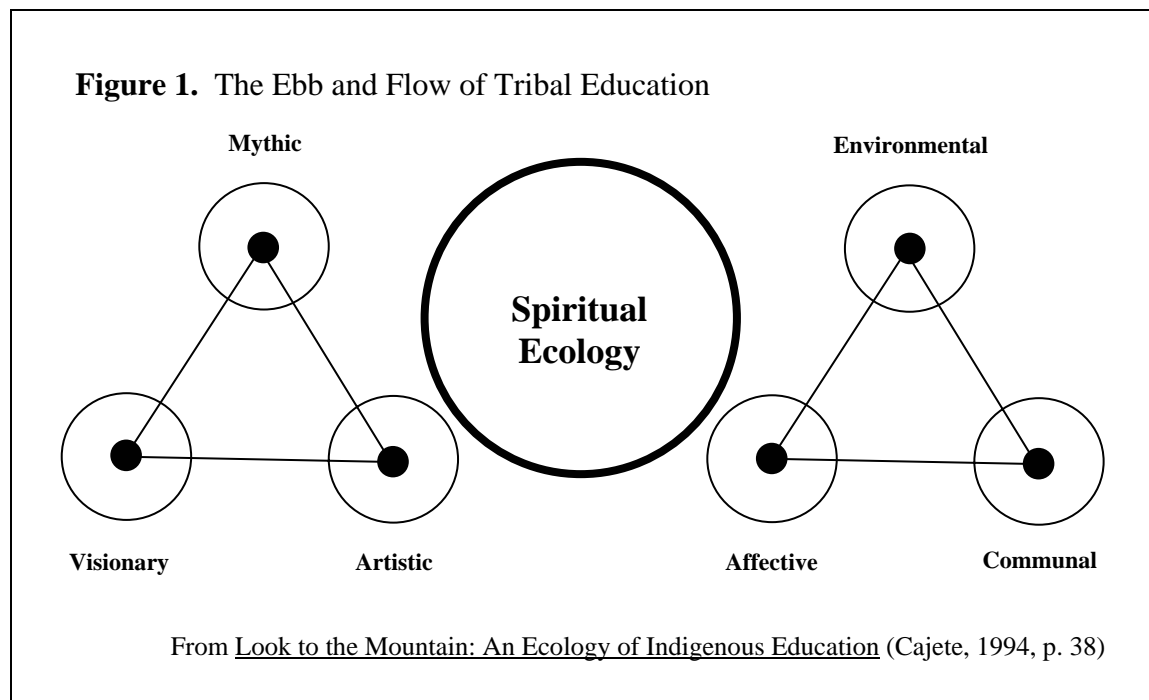 Figure 1. The Ebb and Flow of Tribal Education
Mythic
Environmental
Spiritual
Ecology
Visionary
Artistic
Affective
Communal
From Look to the Mountain: An Ecology of Indigenous Education (Cajete, 1994, p. 38)